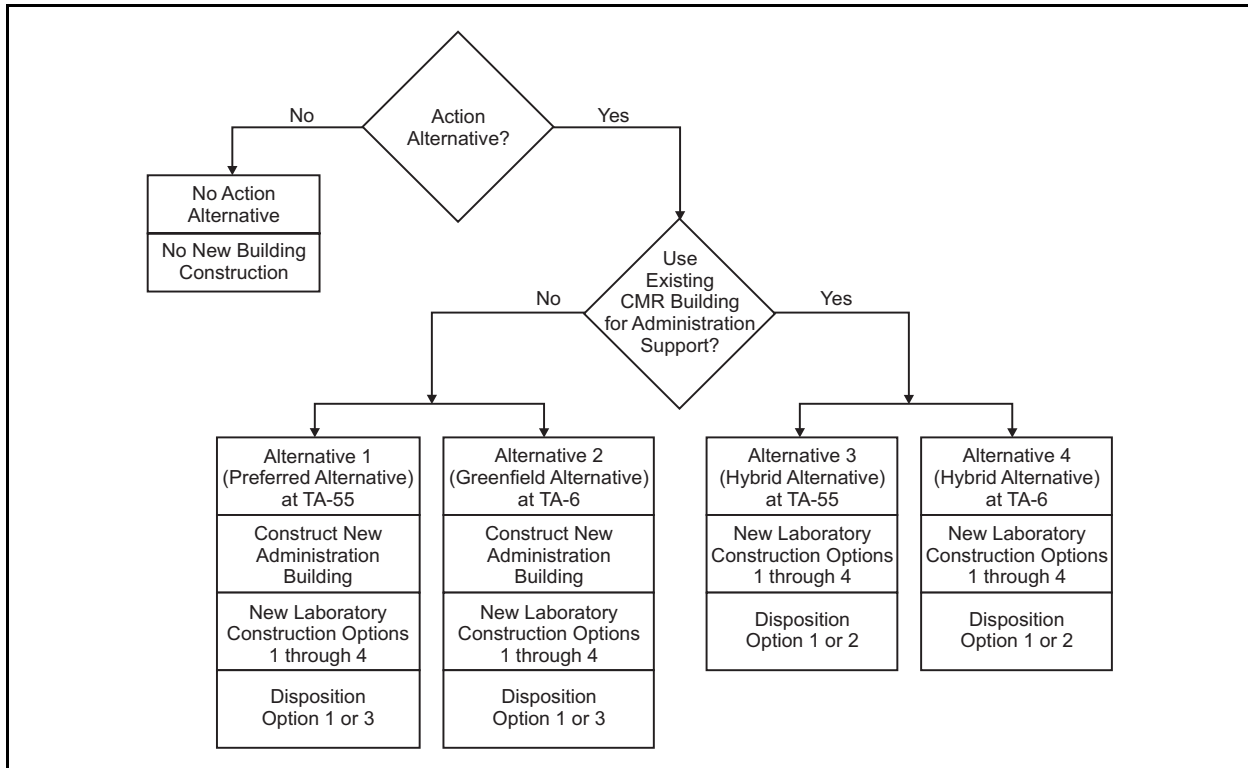 Action
Alternative?
No
Yes
No Action
Alternative
No New Building
Construction
Use
Existing
CMR Building
for Administration
Support?
No
Yes
Alternative 1
(Preferred Alternative)
at TA-55
Construct New
Administration
Building
New Laboratory
Construction Options
1 through 4
Disposition
Option 1 or 3
Alternative 2
(Greenfield Alternative)
at TA-6
Construct New
Administration
Building
New Laboratory
Construction Options
1 through 4
Disposition
Option 1 or 3
Alternative 3
(Hybrid Alternative)
at TA-55
New Laboratory
Construction Options
1 through 4
Disposition
Option 1 or 2
Alternative 4
(Hybrid Alternative)
at TA-6
New Laboratory
Construction Options
1 through 4
Disposition
Option 1 or 2